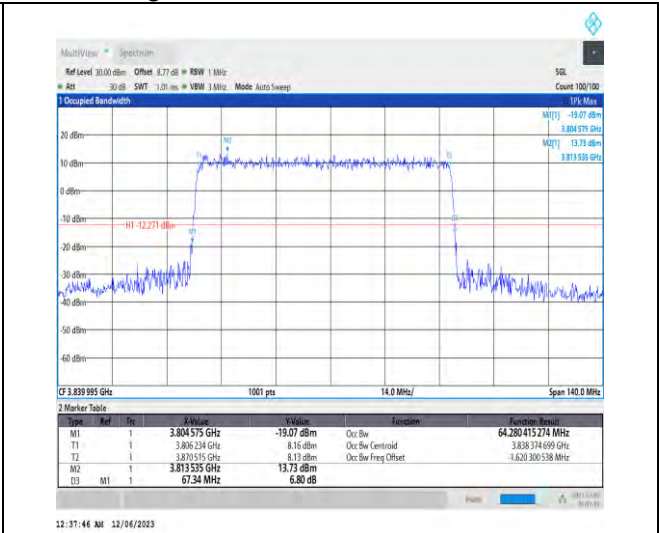 MultiView Spectrum
Ref Level 30.00 dBm Offset 8.77 dB RBW 1 MHz SGL
Att 30 dB SWT 1.01 ms VBW 3 MHz Mode Auto Sweep Count 100/100
1 Occupied Bandwidth 1Pk Max
M1[1] -19.07 dBm
3.804 575 GHz
M2[1] 13.73 dBm
3.813 535 GHz
20 dBm
M2
T1 T2
10 dBm
0 dBm
-10 dBm
H1 -12.271 dBm
D3
M1
-20 dBm
-30 dBm
-40 dBm
-50 dBm
-60 dBm
CF 3.839 995 GHz 1001 pts 14.0 MHz/ Span 140.0 MHz
2 Marker Table
Type Ref Trc X-Value Y-Value Function Function Result
M1 1 3.804 575 GHz -19.07 dBm Occ Bw 64.280 415 274 MHz
T1 1 3.806 234 GHz 8.16 dBm Occ Bw Centroid 3.838 374 699 GHz
T2 1 3.870 515 GHz 8.13 dBm Occ Bw Freq Offset -1.620 300 538 MHz
M2 1 3.813 535 GHz 13.73 dBm
D3 M1 1 67.34 MHz 6.80 dB
12:37:46 AM 12/06/2023